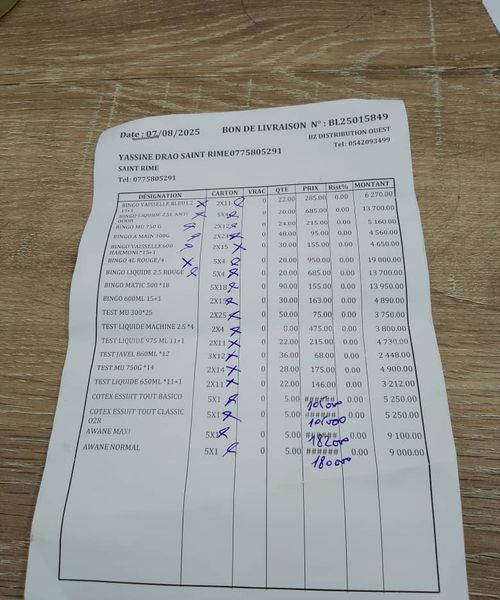 Date : 07/08/2025 BON DE LIVRAISON N° : BL25015849
BZ DISTRIBUTION OUEST
Tel : 0542093499
YASSINE DRAO SAINT RIME0775805291
SAINT RIME
Tel : 0775805291
DÉSIGNATION CARTON VRAC QTE PRIX Rist% MONTANT
BINGO VAISELLE BLEU1.2 15+1 2X11 0 22.00 285.00 0.00 6 270.00
BINGO LIQUIDE 2.5L ANTI ODOR 5X4 0 20.00 685.00 0.00 13 700.00
BINGO MU 750 G 2X12 0 24.00 215.00 0.00 5 160.00
BINGO A MAIN 300G 2X24 0 48.00 95.00 0.00 4 560.00
BINGO VAISSELLE600 HARMONI*15+1 2X15 0 30.00 155.00 0.00 4 650.00
BINGO 4L ROUGE/4 5X4 0 20.00 950.00 0.00 19 000.00
BINGO LIQUIDE 2.5 ROUGE 5X4 0 20.00 685.00 0.00 13 700.00
BINGO MATIC 500 *18 5X18 0 90.00 155.00 0.00 13 950.00
BINGO 600ML 15+1 2X15 0 30.00 163.00 0.00 4 890.00
TEST MU 300*25 2X25 0 50.00 75.00 0.00 3 750.00
TEST LIQUIDE MACHINE 2.5 *4 2X4 0 8.00 475.00 0.00 3 800.00
TEST LIQUIDE 975 ML 11+1 2X11 0 22.00 215.00 0.00 4 730.00
TEST JAVEL 860ML *12 3X12 0 36.00 68.00 0.00 2 448.00
TEST MU 750G *14 2X14 0 28.00 175.00 0.00 4 900.00
TEST LIQUIDE 650ML *11+1 2X11 0 22.00 146.00 0.00 3 212.00
COTEX ESSUIT TOUT BASICO 5X1 0 5.00 ###### 0.00 5 250.00
COTEX ESSUIT TOUT CLASSIC O2R 5X1 0 5.00 ###### 0.00 5 250.00
AWANE MAXI 5X1 0 5.00 ###### 0.00 9 100.00
AWANE NORMAL 5X1 0 5.00 ###### 0.00 9 000.00